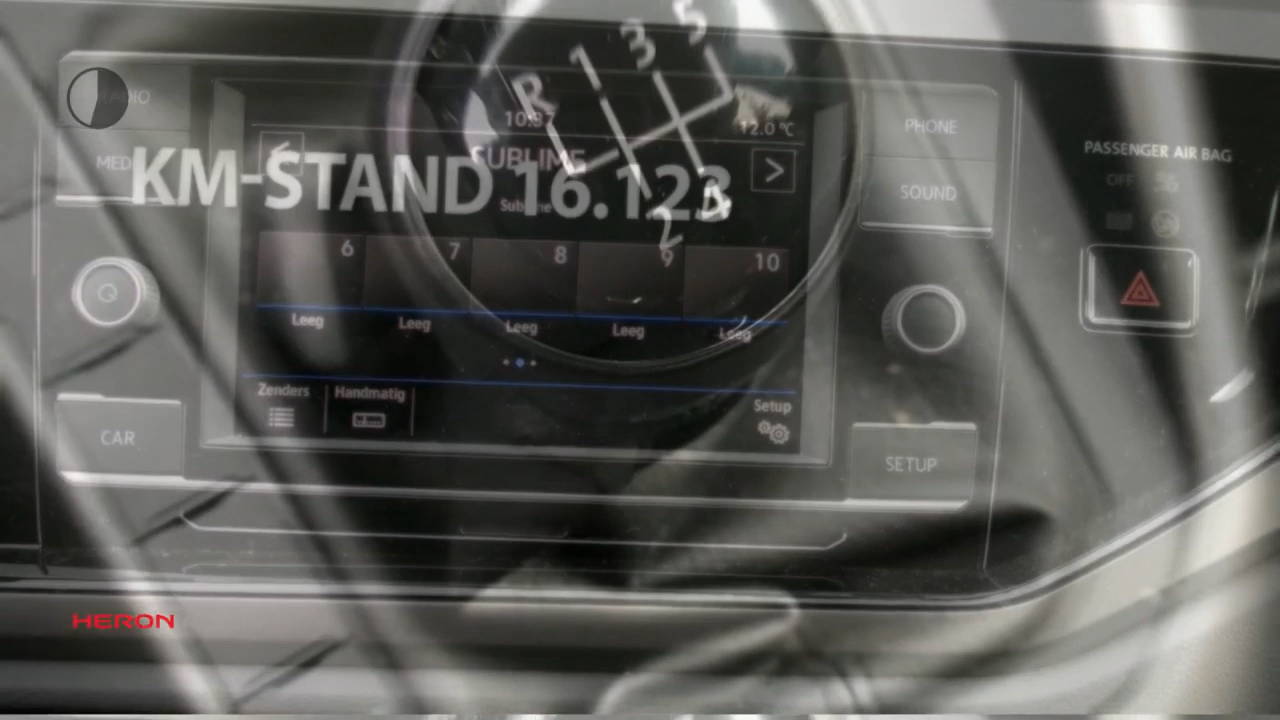 R 1 3 5
2 4
RADIO
10:37
12.0 °C
PHONE
MEDIA
SUBLIME
SOUND
KM-STAND 16.123
Sublime
PASSENGER AIR BAG
OFF
6 7 8 9 10
Leeg Leeg Leeg Leeg Leeg
Zenders Handmatig Setup
CAR
SETUP
HERON